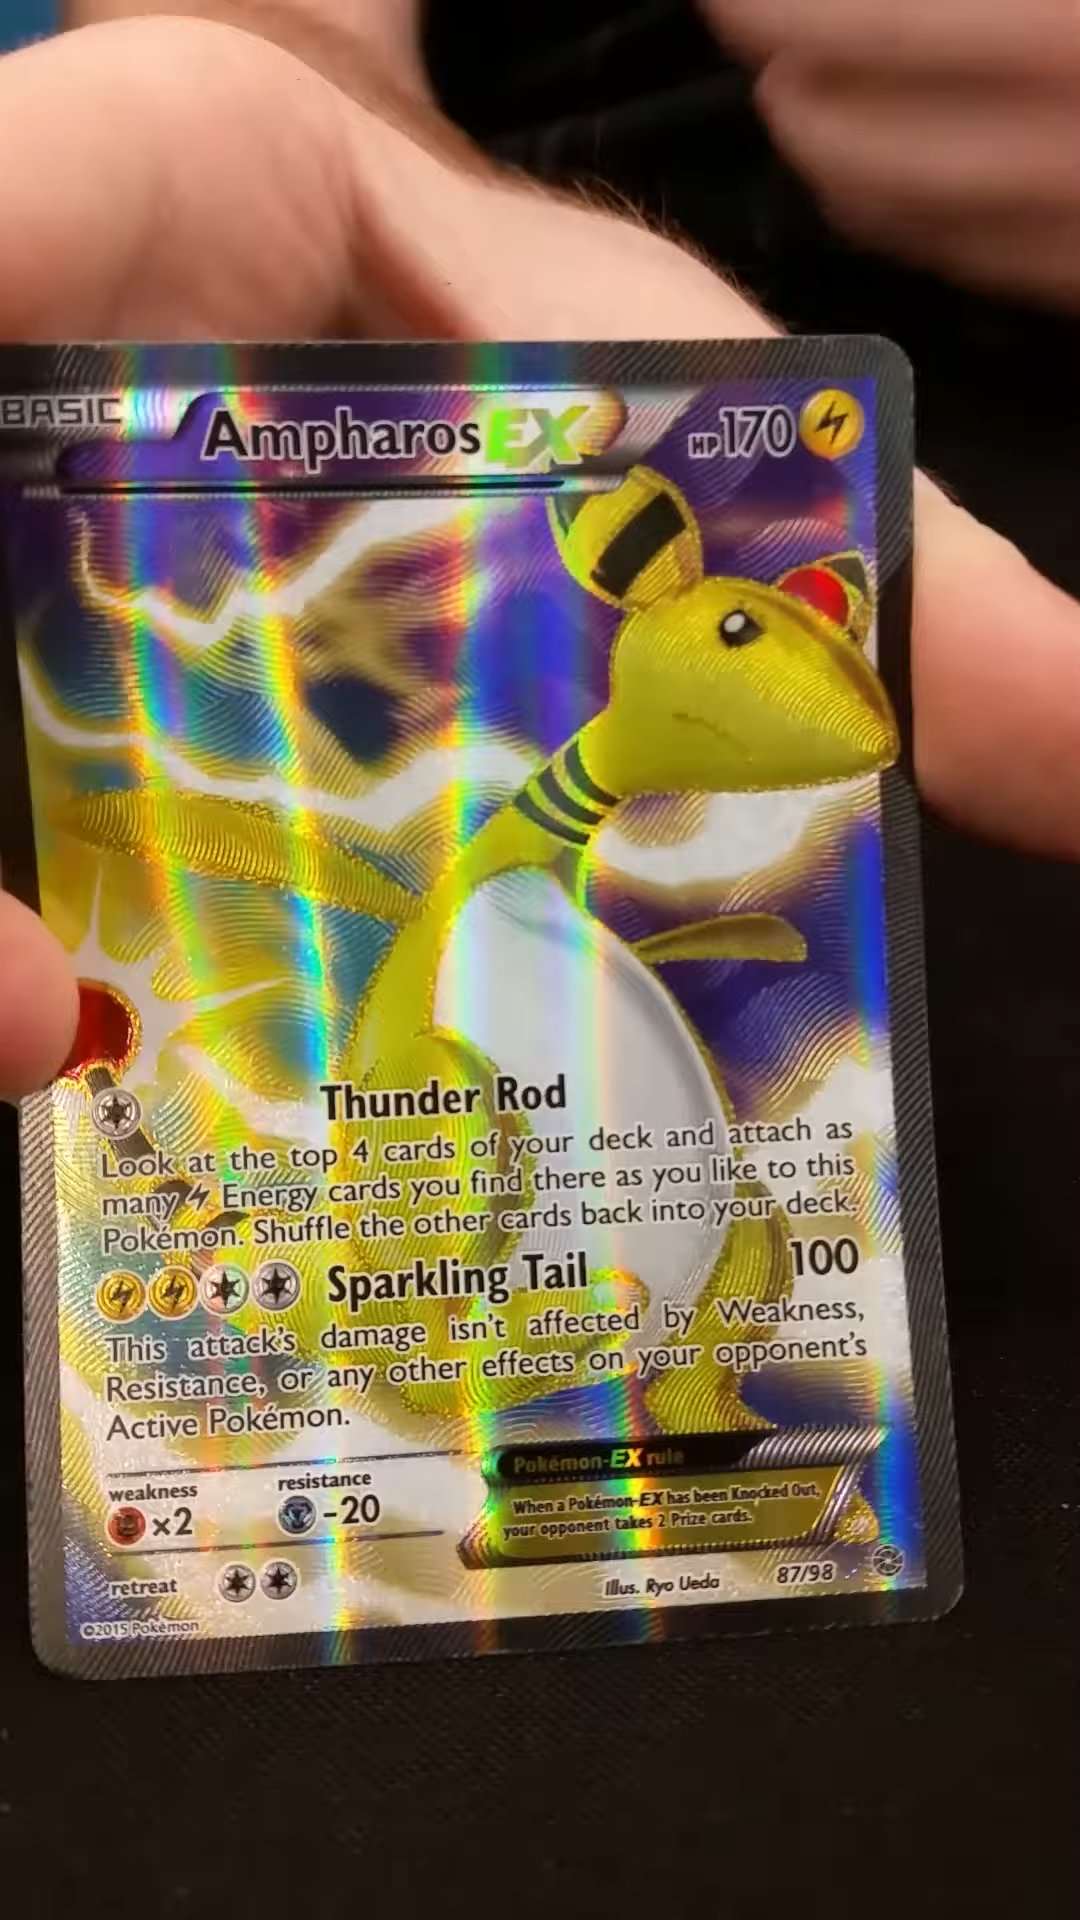 BASIC Ampharos EX HP170
Thunder Rod
Look at the top 4 cards of your deck and attach as
many Energy cards you find there as you like to this
Pokémon. Shuffle the other cards back into your deck.
Sparkling Tail 100
This attack's damage isn't affected by Weakness,
Resistance, or any other effects on your opponent's
Active Pokémon.
Pokémon-EX rule
When a Pokémon-EX has been Knocked Out,
your opponent takes 2 Prize cards.
weakness
×2
resistance
-20
retreat
Illus. Ryo Ueda 87/98
©2015 Pokémon